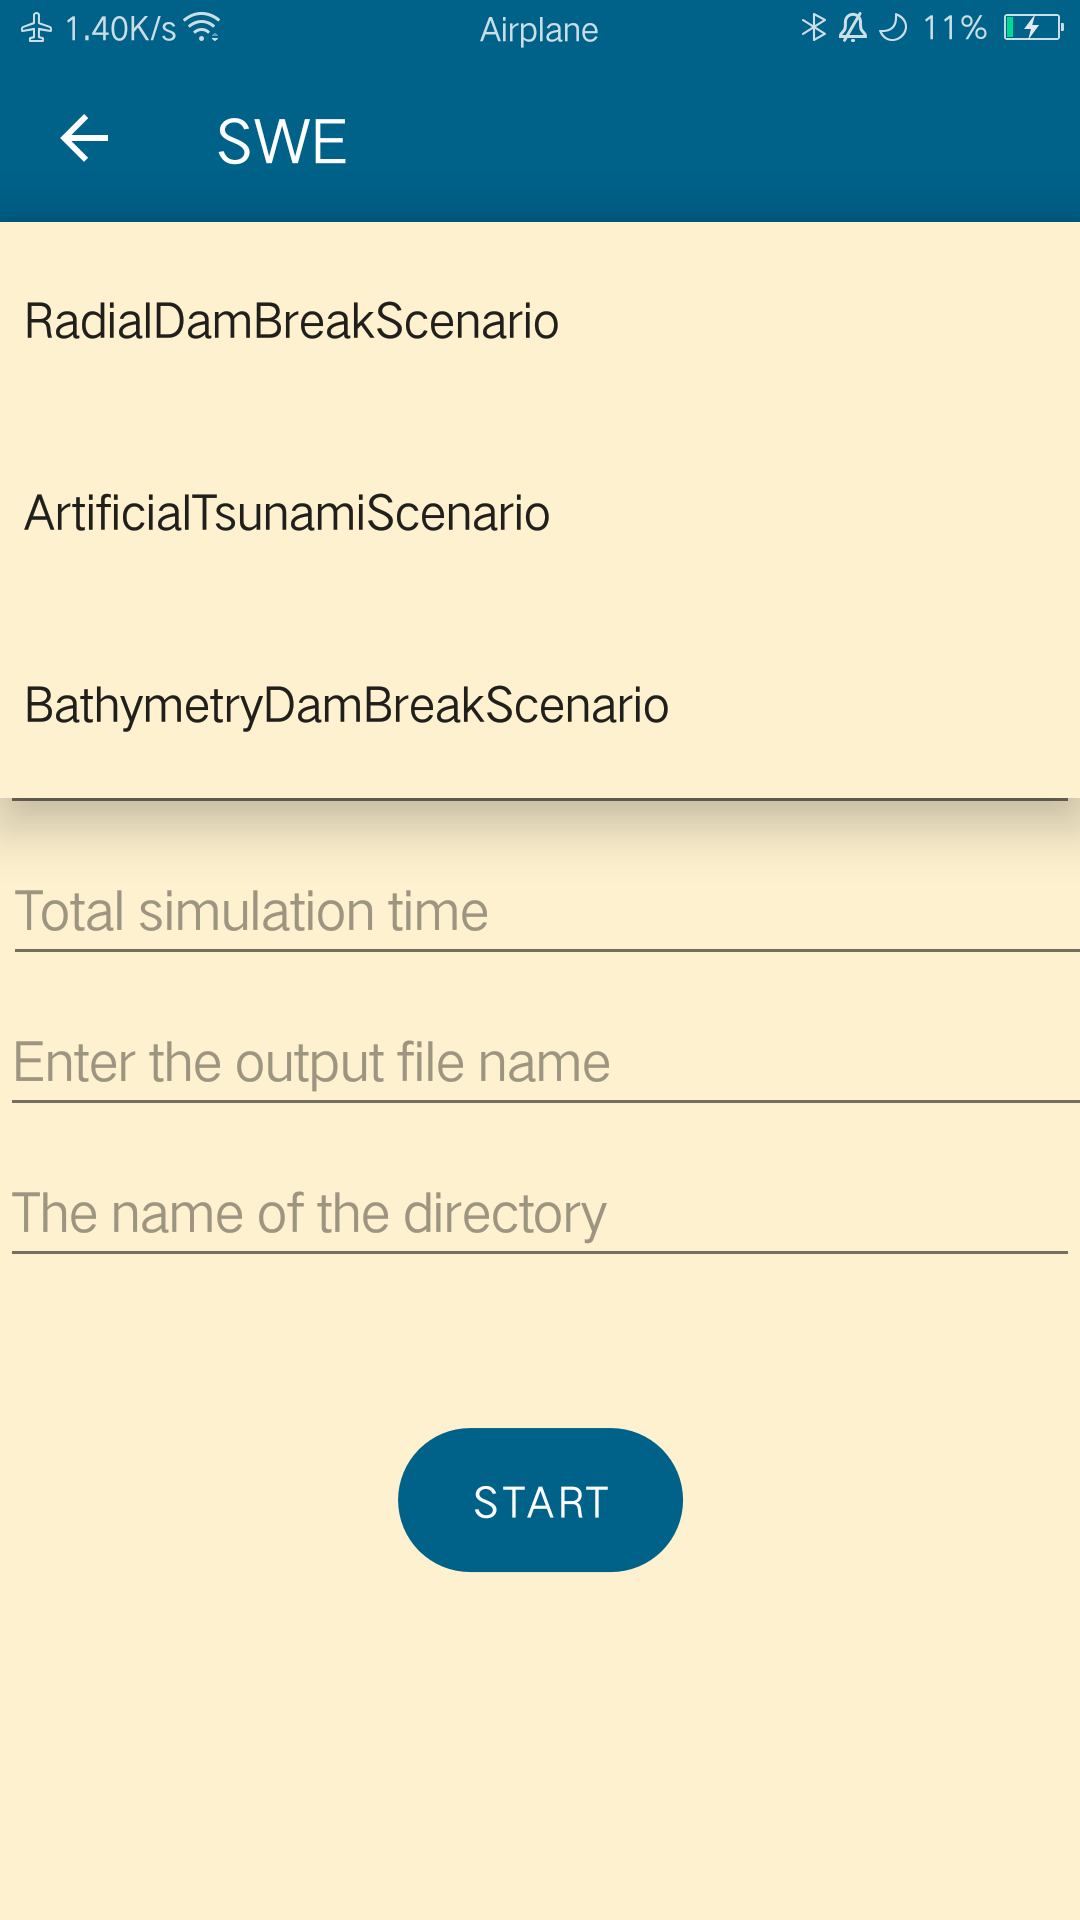 1.40K/s Airplane 11%
SWE
RadialDamBreakScenario
ArtificialTsunamiScenario
BathymetryDamBreakScenario
Total simulation time
Enter the output file name
The name of the directory
START